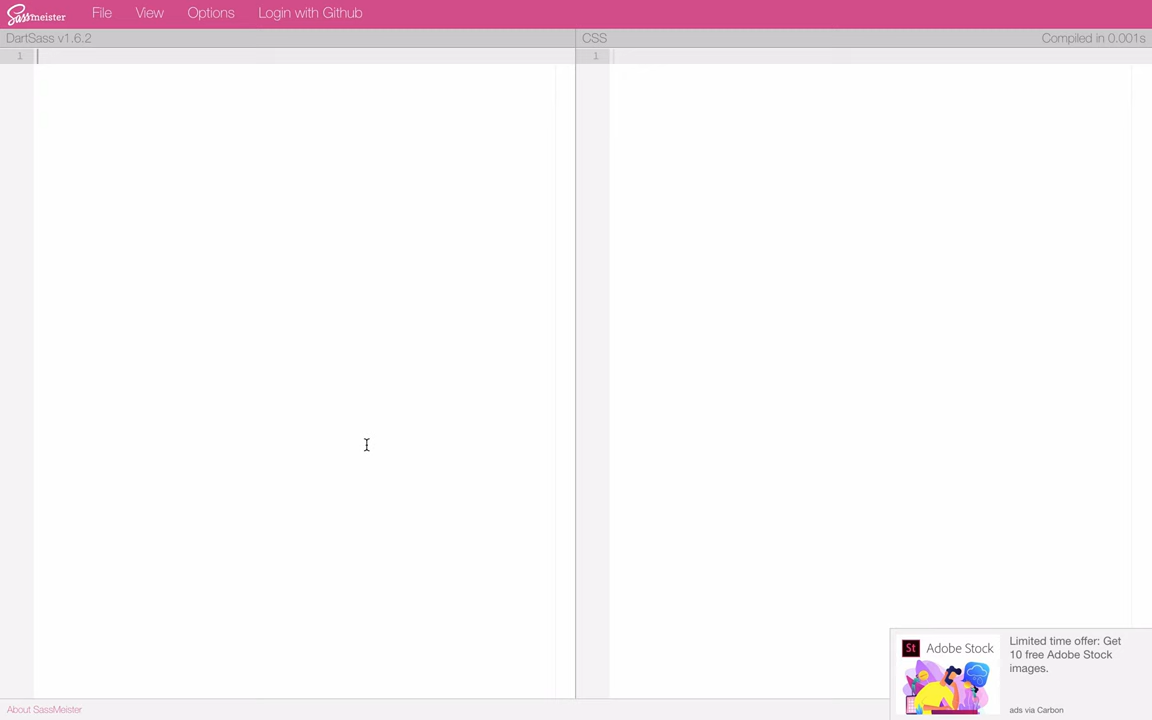 Sassmeister File View Options Login with Github
DartSass v1.6.2
CSS
Compiled in 0.001s
1
1
St Adobe Stock
Limited time offer: Get
10 free Adobe Stock
images.
ads via Carbon
About SassMeister